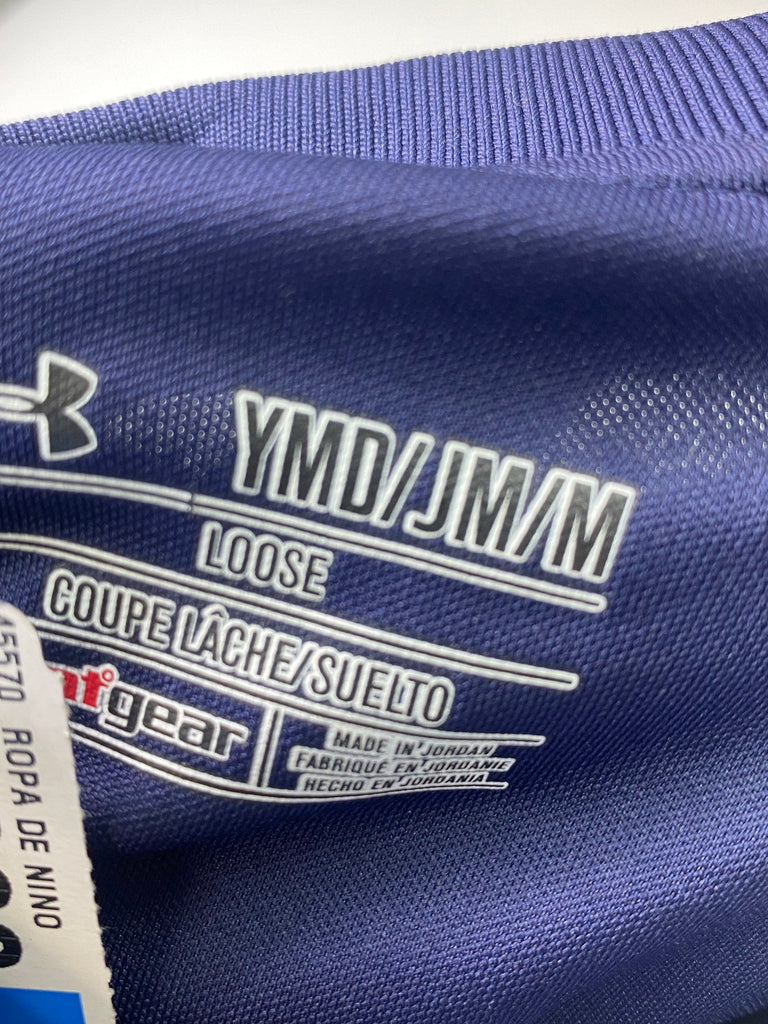 YMD/JM/M
LOOSE
COUPE LÂCHE/SUELTO
gear
MADE IN JORDAN
FABRIQUÉ EN JORDANIE
HECHO EN JORDANIA
45570 ROPA DE NINO